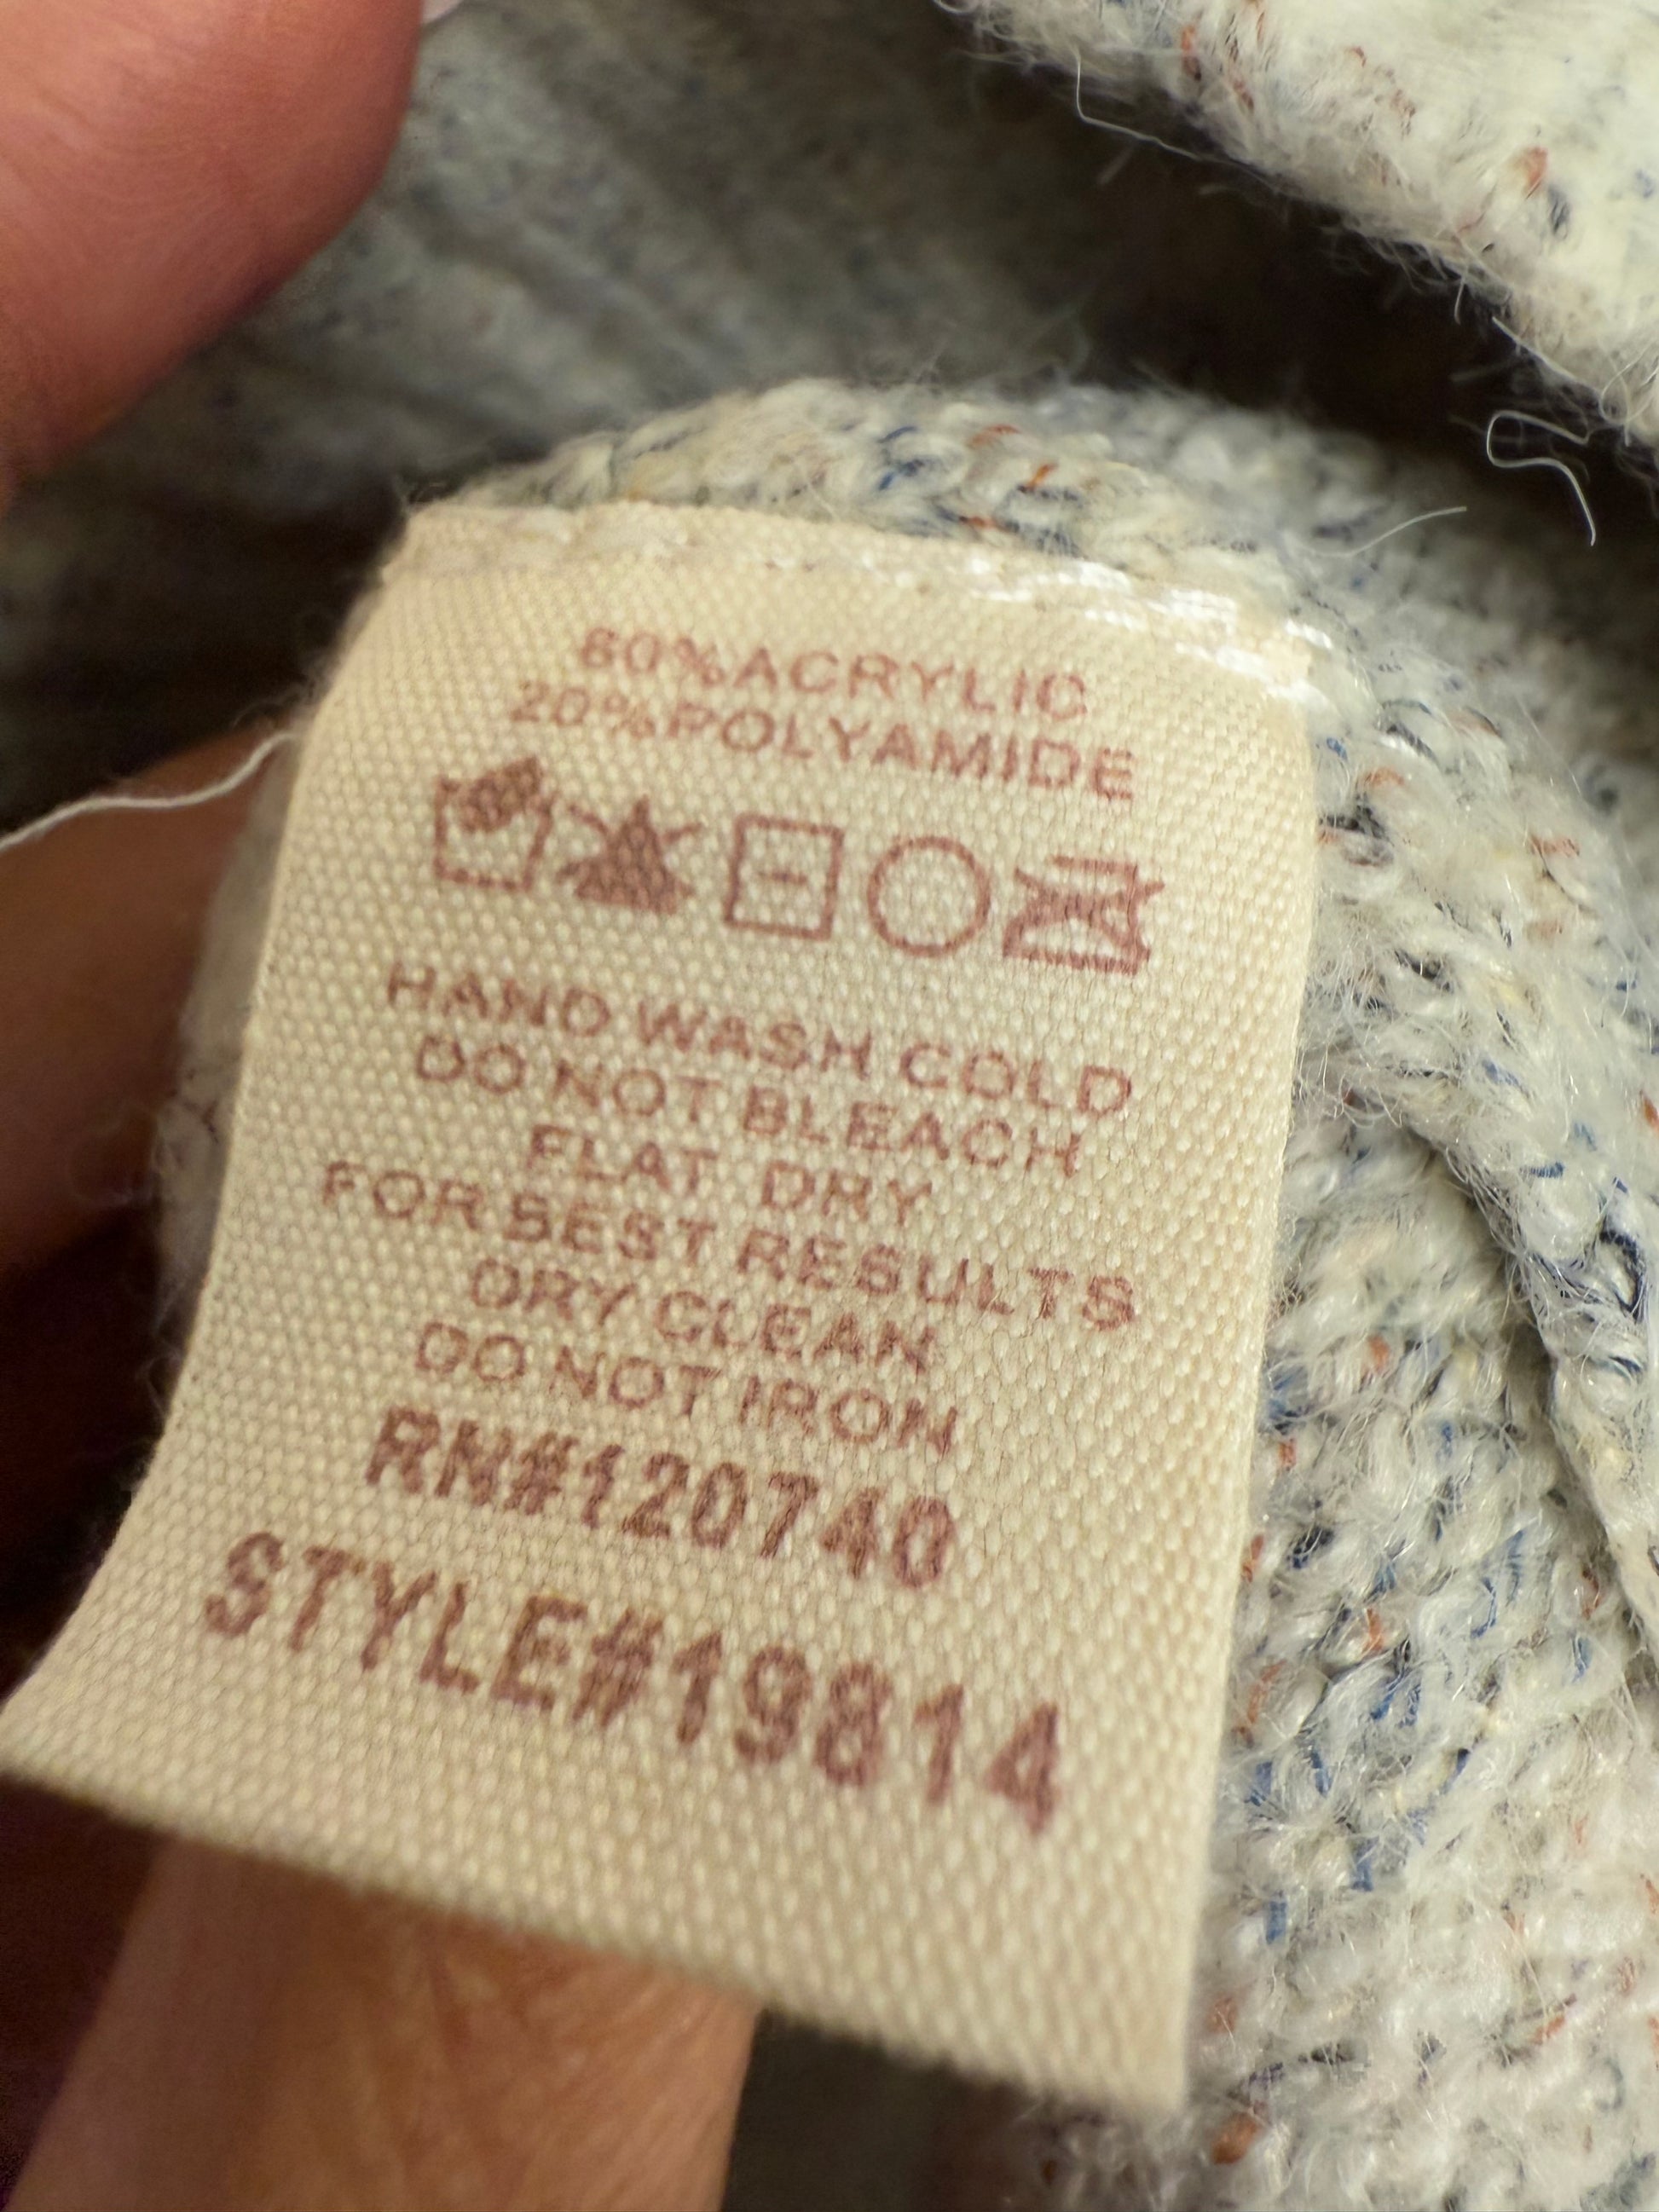 80%ACRYLIC
20%POLYAMIDE
HAND WASH COLD
DO NOT BLEACH
FLAT DRY
FOR BEST RESULTS
DRY CLEAN
DO NOT IRON
RN#120740
STYLE#19814